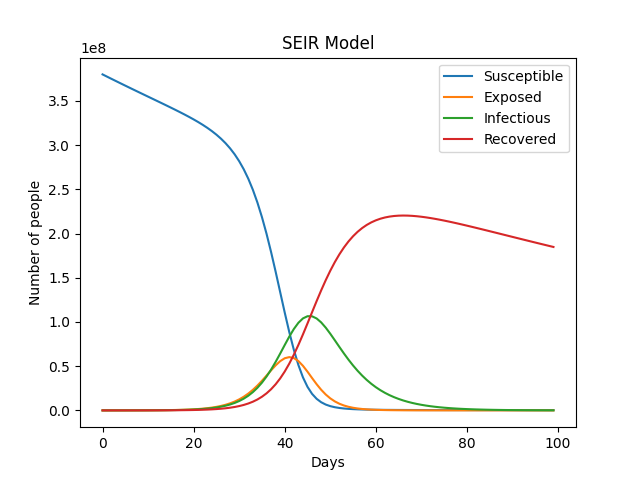 SEIR Model
1e8
Susceptible
Exposed
Infectious
Recovered
3.5
3.0
2.5
2.0
1.5
1.0
0.5
0.0
Number of people
0 20 40 60 80 100
Days